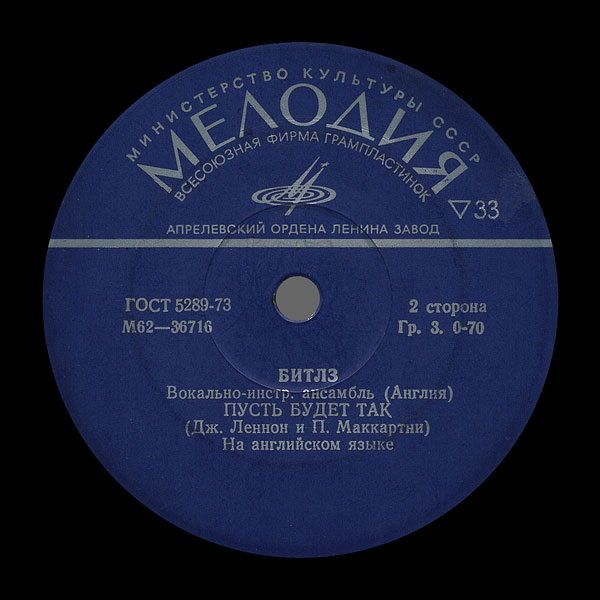 МИНИСТЕРСТВО КУЛЬТУРЫ СССР
МЕЛОДИЯ
ВСЕСОЮЗНАЯ ФИРМА ГРАМПЛАСТИНОК
▽33
АПРЕЛЕВСКИЙ ОРДЕНА ЛЕНИНА ЗАВОД
ГОСТ 5289-73 2 сторона
М62—36716 Гр. 3. 0-70
БИТЛЗ
Вокально-инстр. ансамбль (Англия)
ПУСТЬ БУДЕТ ТАК
(Дж. Леннон и П. Маккартни)
На английском языке